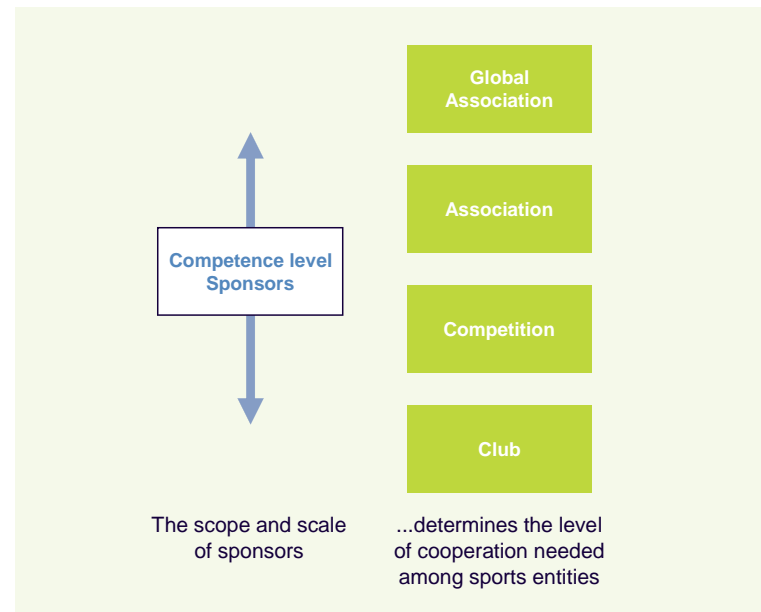 Global
Association
Association
Competence level
Sponsors
Competition
Club
The scope and scale
of sponsors
...determines the level
of cooperation needed
among sports entities